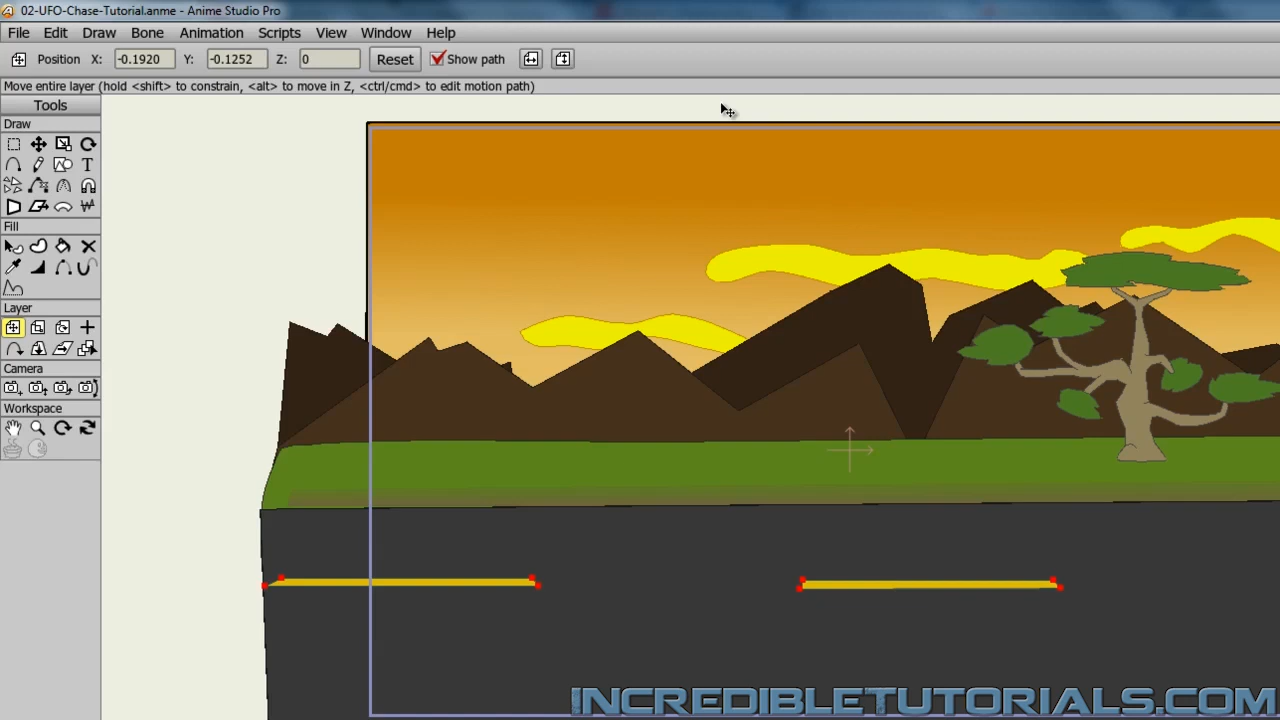 02-UFO-Chase-Tutorial.anme - Anime Studio Pro
File Edit Draw Bone Animation Scripts View Window Help
Position X: -0.1920 Y: -0.1252 Z: 0 Reset Show path
Move entire layer (hold <shift> to constrain, <alt> to move in Z, <ctrl/cmd> to edit motion path)
Tools
Draw
T
Fill
Layer
Camera
Workspace
INCREDIBLETUTORIALS.COM